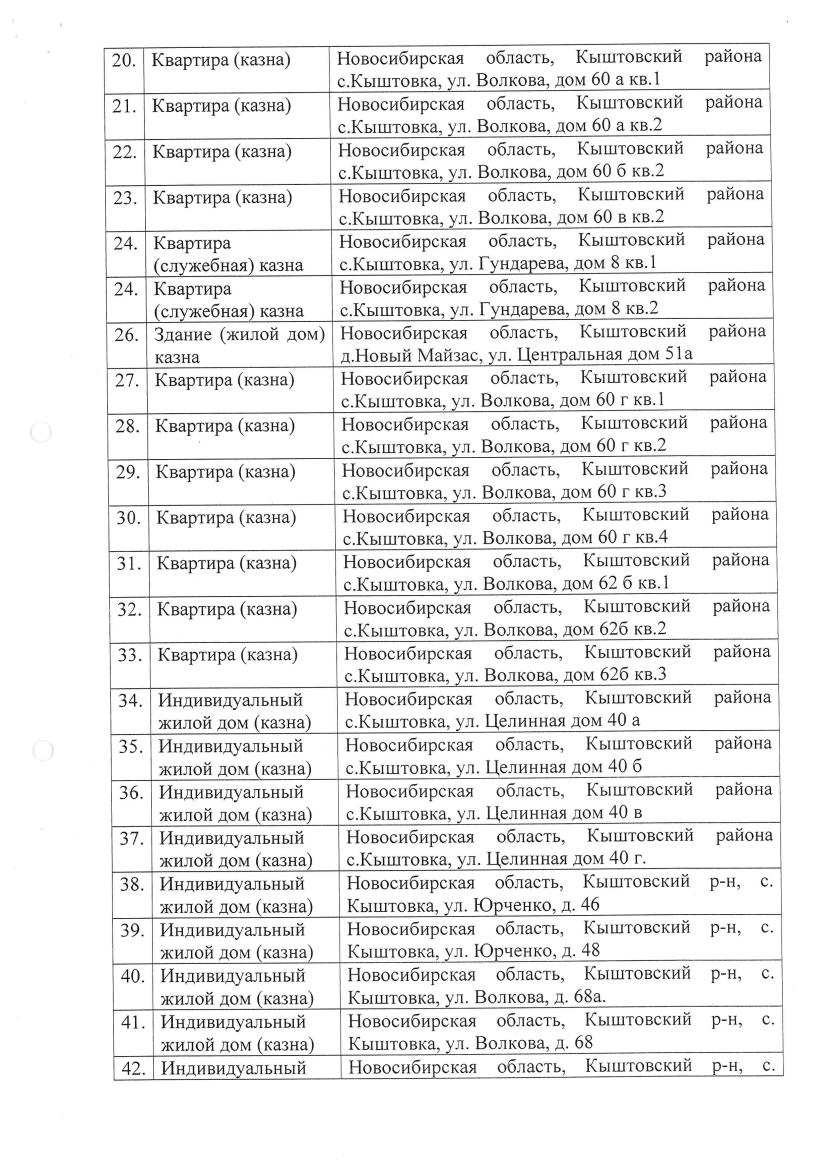 20. Квартира (казна) Новосибирская область, Кыштовский района
с.Кыштовка, ул. Волкова, дом 60 а кв.1
21. Квартира (казна) Новосибирская область, Кыштовский района
с.Кыштовка, ул. Волкова, дом 60 а кв.2
22. Квартира (казна) Новосибирская область, Кыштовский района
с.Кыштовка, ул. Волкова, дом 60 б кв.2
23. Квартира (казна) Новосибирская область, Кыштовский района
с.Кыштовка, ул. Волкова, дом 60 в кв.2
24. Квартира Новосибирская область, Кыштовский района
(служебная) казна с.Кыштовка, ул. Гундарева, дом 8 кв.1
24. Квартира Новосибирская область, Кыштовский района
(служебная) казна с.Кыштовка, ул. Гундарева, дом 8 кв.2
26. Здание (жилой дом) Новосибирская область, Кыштовский района
казна д.Новый Майзас, ул. Центральная дом 51а
27. Квартира (казна) Новосибирская область, Кыштовский района
с.Кыштовка, ул. Волкова, дом 60 г кв.1
28. Квартира (казна) Новосибирская область, Кыштовский района
с.Кыштовка, ул. Волкова, дом 60 г кв.2
29. Квартира (казна) Новосибирская область, Кыштовский района
с.Кыштовка, ул. Волкова, дом 60 г кв.3
30. Квартира (казна) Новосибирская область, Кыштовский района
с.Кыштовка, ул. Волкова, дом 60 г кв.4
31. Квартира (казна) Новосибирская область, Кыштовский района
с.Кыштовка, ул. Волкова, дом 62 б кв.1
32. Квартира (казна) Новосибирская область, Кыштовский района
с.Кыштовка, ул. Волкова, дом 62б кв.2
33. Квартира (казна) Новосибирская область, Кыштовский района
с.Кыштовка, ул. Волкова, дом 62б кв.3
34. Индивидуальный Новосибирская область, Кыштовский района
жилой дом (казна) с.Кыштовка, ул. Целинная дом 40 а
35. Индивидуальный Новосибирская область, Кыштовский района
жилой дом (казна) с.Кыштовка, ул. Целинная дом 40 б
36. Индивидуальный Новосибирская область, Кыштовский района
жилой дом (казна) с.Кыштовка, ул. Целинная дом 40 в
37. Индивидуальный Новосибирская область, Кыштовский района
жилой дом (казна) с.Кыштовка, ул. Целинная дом 40 г.
38. Индивидуальный Новосибирская область, Кыштовский р-н, с.
жилой дом (казна) Кыштовка, ул. Юрченко, д. 46
39. Индивидуальный Новосибирская область, Кыштовский р-н, с.
жилой дом (казна) Кыштовка, ул. Юрченко, д. 48
40. Индивидуальный Новосибирская область, Кыштовский р-н, с.
жилой дом (казна) Кыштовка, ул. Волкова, д. 68а.
41. Индивидуальный Новосибирская область, Кыштовский р-н, с.
жилой дом (казна) Кыштовка, ул. Волкова, д. 68
42. Индивидуальный Новосибирская область, Кыштовский р-н, с.